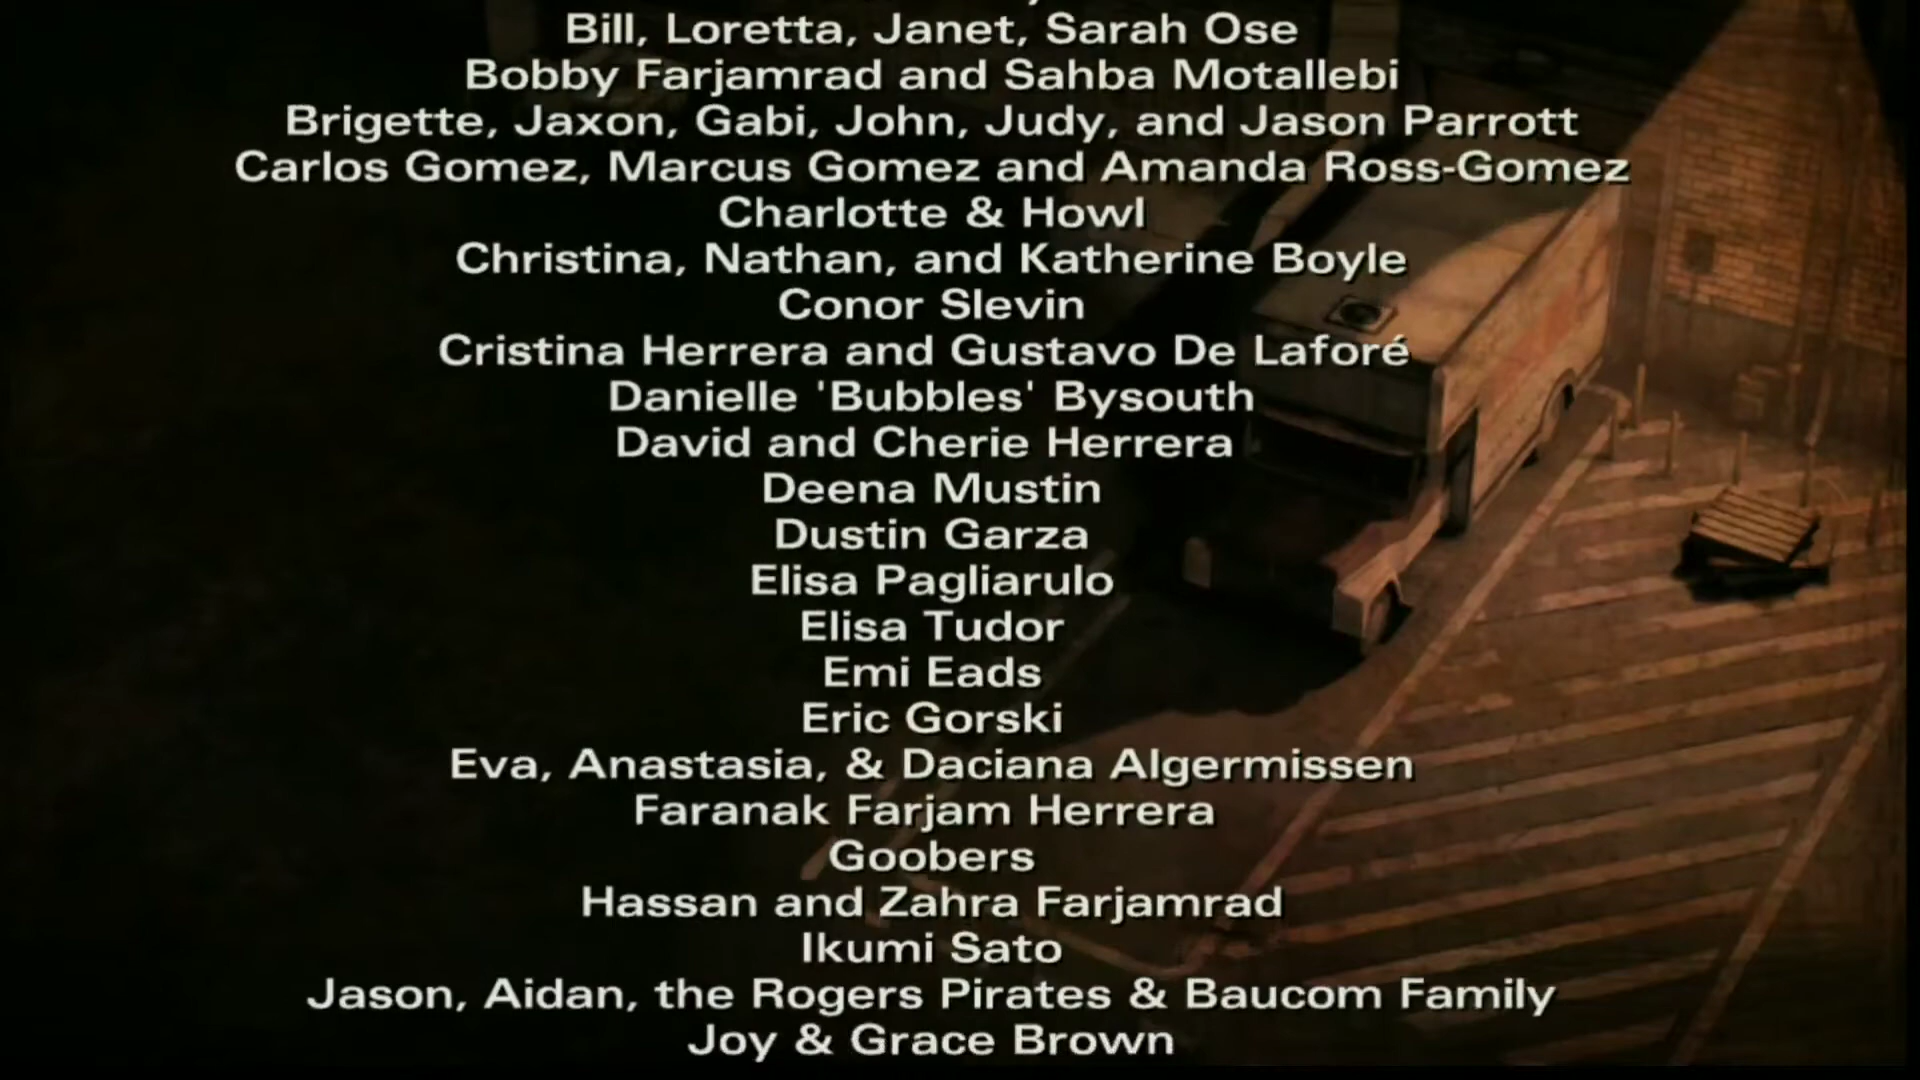 Bill, Loretta, Janet, Sarah Ose
Bobby Farjamrad and Sahba Motallebi
Brigette, Jaxon, Gabi, John, Judy, and Jason Parrott
Carlos Gomez, Marcus Gomez and Amanda Ross-Gomez
Charlotte & Howl
Christina, Nathan, and Katherine Boyle
Conor Slevin
Cristina Herrera and Gustavo De Laforé
Danielle 'Bubbles' Bysouth
David and Cherie Herrera
Deena Mustin
Dustin Garza
Elisa Pagliarulo
Elisa Tudor
Emi Eads
Eric Gorski
Eva, Anastasia, & Daciana Algermissen
Faranak Farjam Herrera
Goobers
Hassan and Zahra Farjamrad
Ikumi Sato
Jason, Aidan, the Rogers Pirates & Baucom Family
Joy & Grace Brown